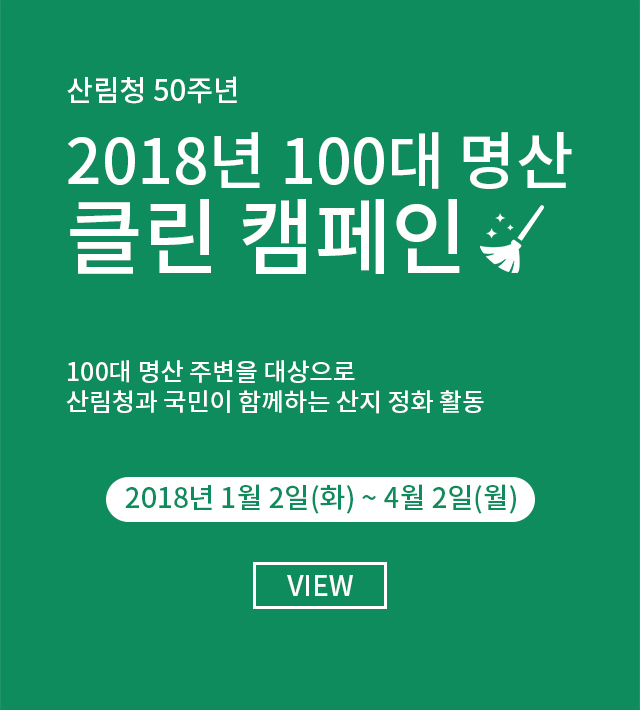 산림청 50주년
2018년 100대 명산
클린 캠페인
100대 명산 주변을 대상으로
산림청과 국민이 함께하는 산지 정화 활동
2018년 1월 2일(화) ~ 4월 2일(월)
VIEW